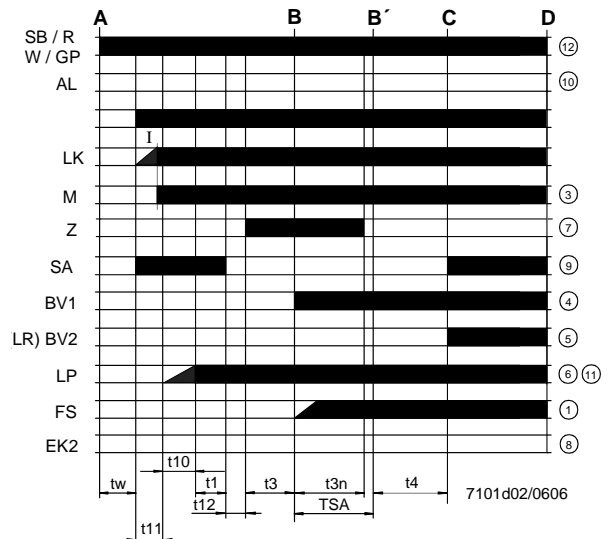 A B B´ C D
SB / R
W / GP ⑫
AL ⑩
I
LK
M ③
Z ⑦
SA ⑨
BV1 ④
(LR) BV2 ⑤
LP ⑥ ⑪
FS ①
EK2 ⑧
t10
tw t1 t3 t3n t4
t12 TSA
t11
7101d02/0606